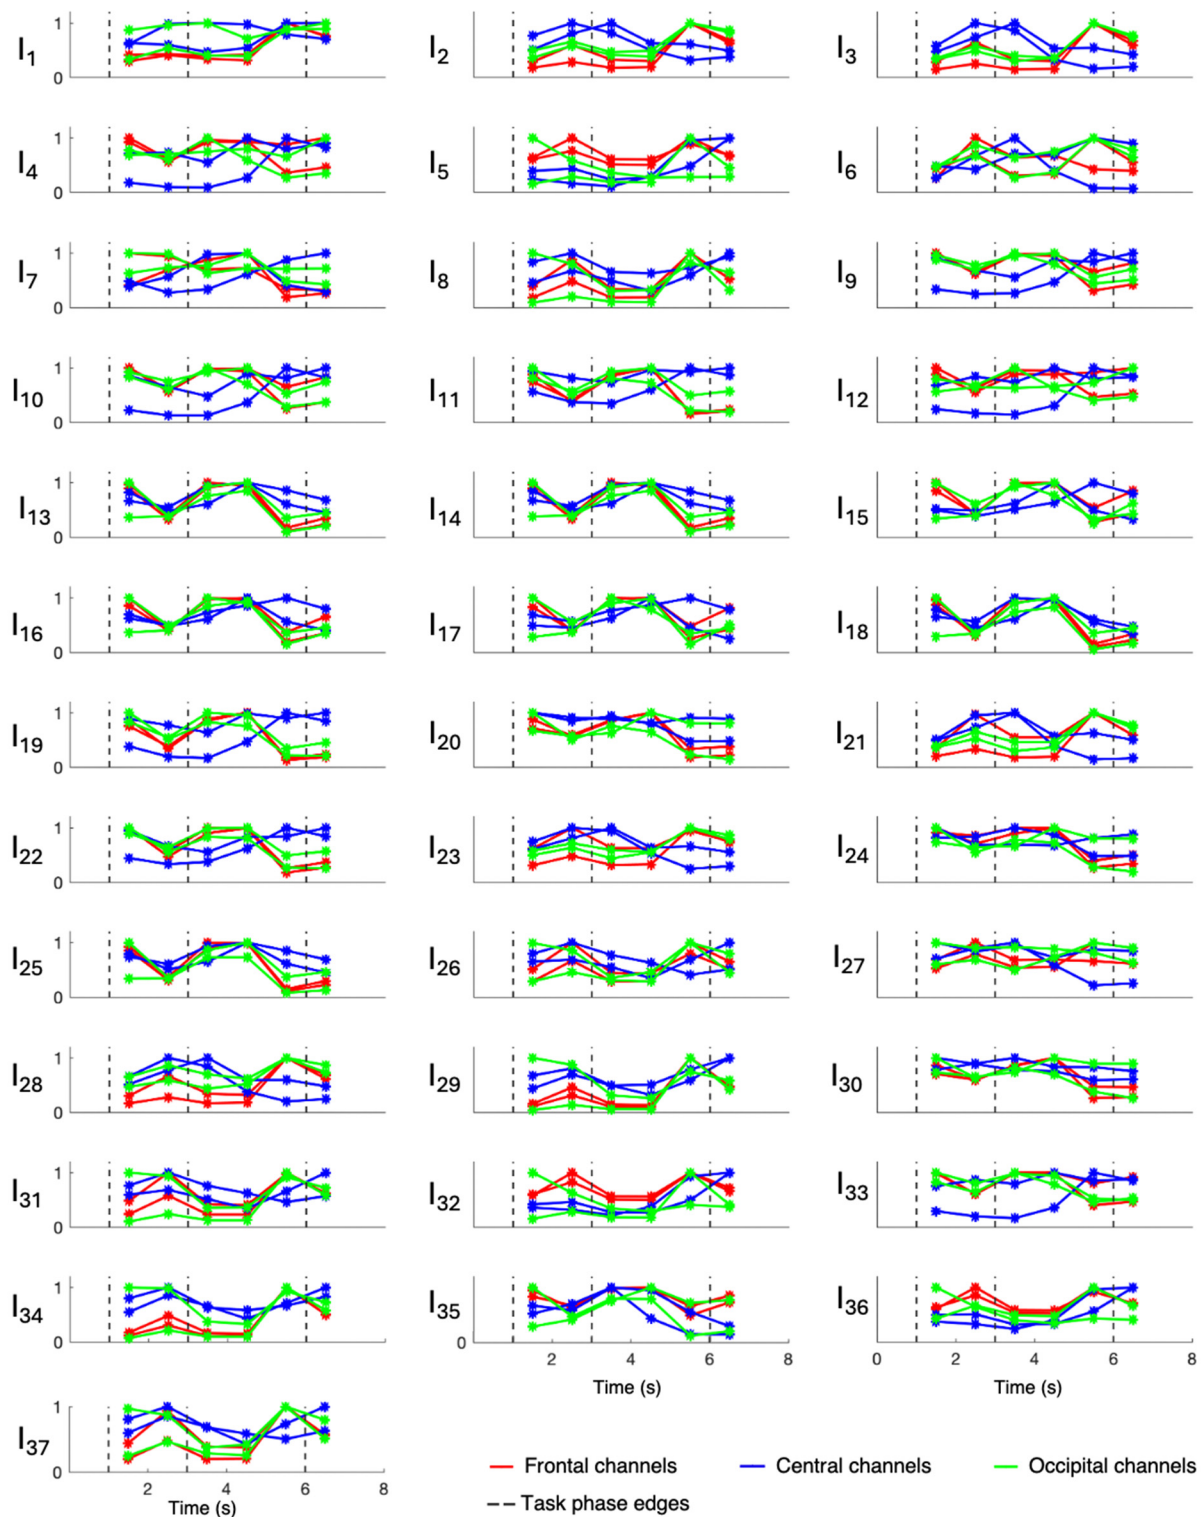 1
I1
0
I2
I3
1
I4
0
I5
I6
1
I7
0
I8
I9
1
I10
0
I11
I12
1
I13
0
I14
I15
1
I16
0
I17
I18
1
I19
0
I20
I21
1
I22
0
I23
I24
1
I25
0
I26
I27
1
I28
0
I29
I30
1
I31
0
I32
I33
1
I34
0
I35
0
I36
2 4 6 8
2 4 6 8
0 2 4 6 8
Time (s)
Time (s)
1
I37
0
2 4 6 8
Time (s)
Frontal channels
Central channels
Occipital channels
Task phase edges